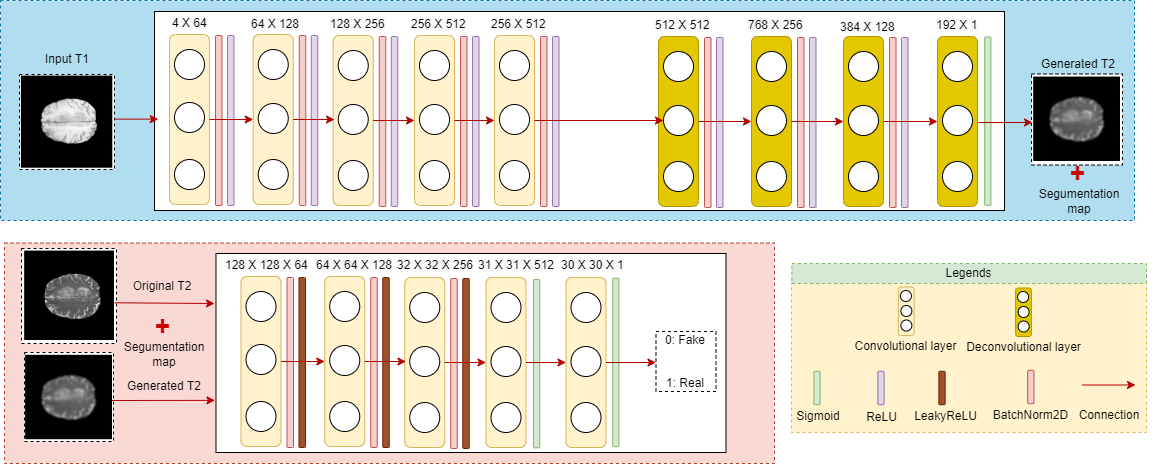 4 X 64
64 X 128
128 X 256
256 X 512
256 X 512
512 X 512
768 X 256
384 X 128
192 X 1
Input T1
Generated T2
Segumentation
map
128 X 128 X 64
64 X 64 X 128
32 X 32 X 256
31 X 31 X 512
30 X 30 X 1
Original T2
Segumentation
map
Generated T2
0: Fake
1: Real
Legends
Convolutional layer
Deconvolutional layer
Sigmoid
ReLU
LeakyReLU
BatchNorm2D
Connection